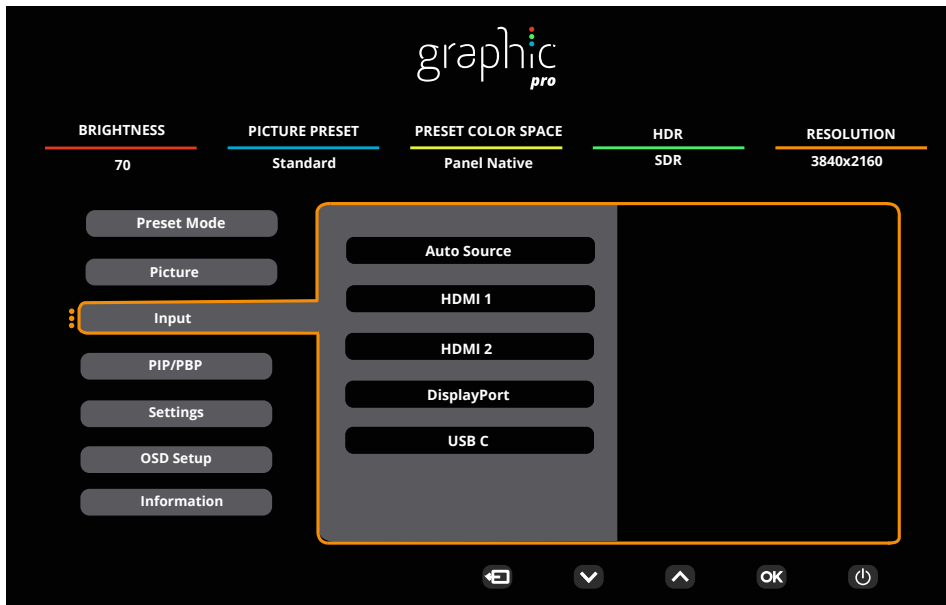 graphic
pro
BRIGHTNESS PICTURE PRESET PRESET COLOR SPACE HDR RESOLUTION
70 Standard Panel Native SDR 3840x2160
Preset Mode
Picture
Input
PIP/PBP
Settings
OSD Setup
Information
Auto Source
HDMI 1
HDMI 2
DisplayPort
USB C
OK